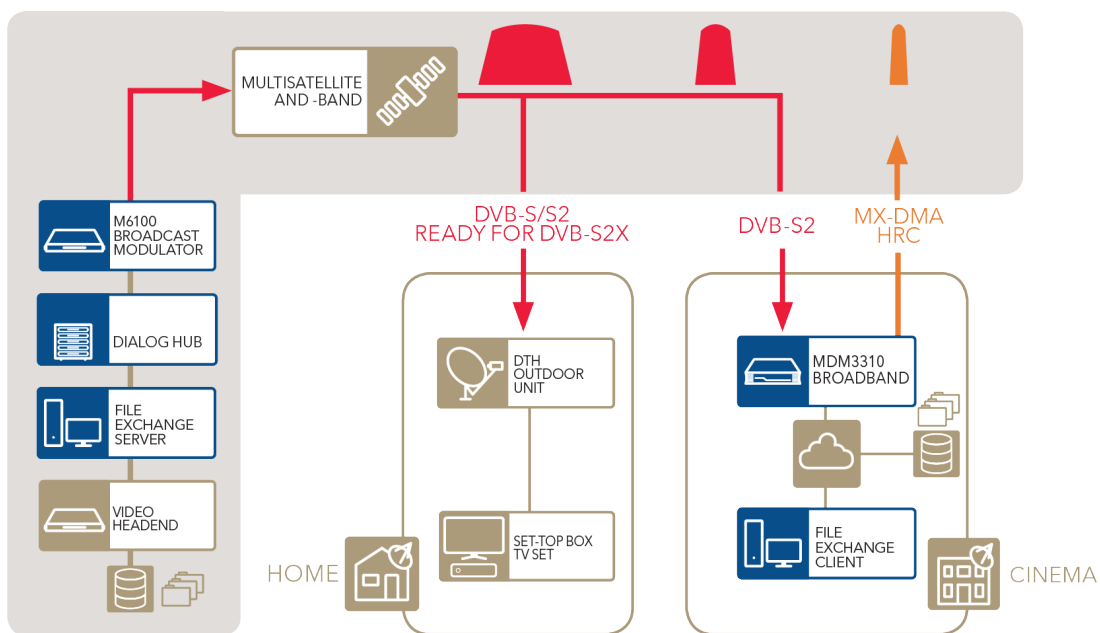 MULTISATELLITE
AND -BAND
M6100
BROADCAST
MODULATOR
DIALOG HUB
FILE
EXCHANGE
SERVER
VIDEO
HEADEND
DVB-S/S2
READY FOR DVB-S2X
DVB-S2
MX-DMA
HRC
DTH
OUTDOOR
UNIT
SET-TOP BOX
TV SET
HOME
MDM3310
BROADBAND
FILE
EXCHANGE
CLIENT
CINEMA